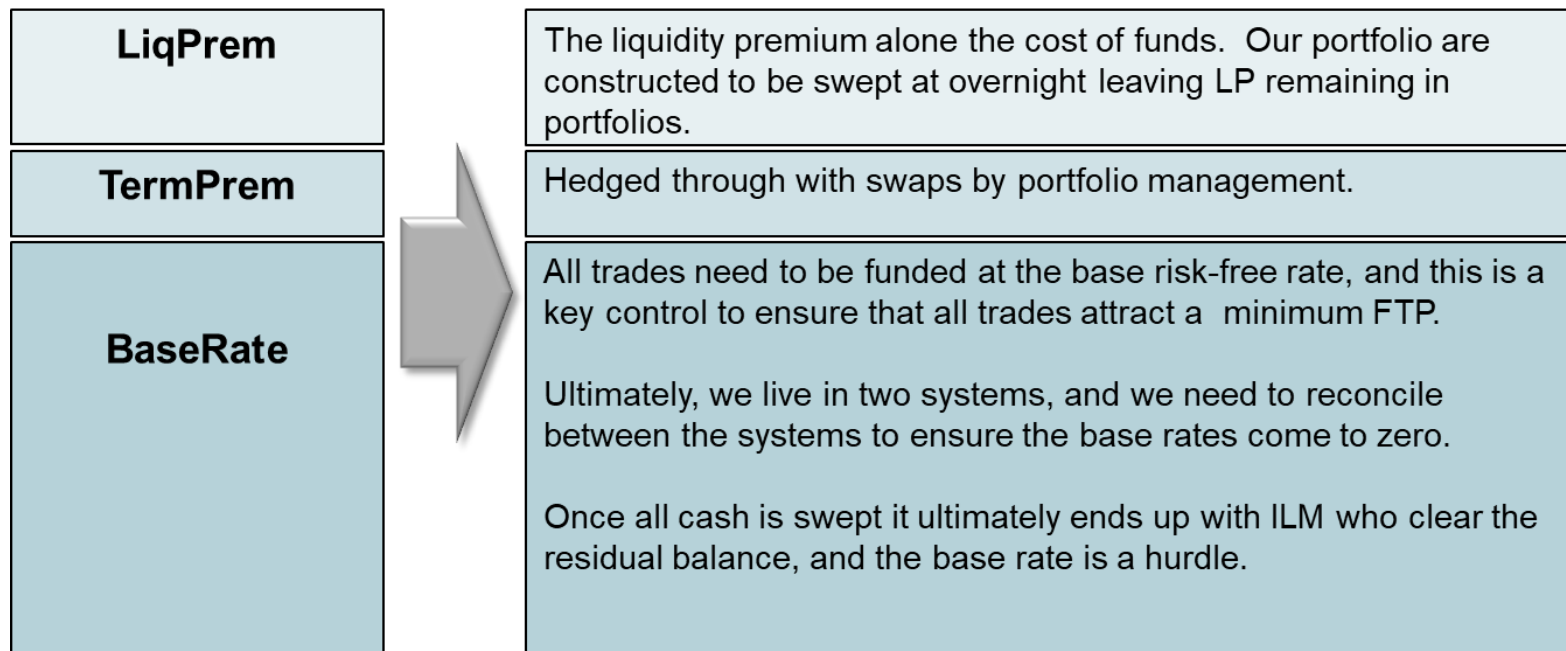 LiqPrem
The liquidity premium alone the cost of funds.  Our portfolio are
constructed to be swept at overnight leaving LP remaining in
portfolios.
TermPrem
Hedged through with swaps by portfolio management.
BaseRate
All trades need to be funded at the base risk-free rate, and this is a
key control to ensure that all trades attract a  minimum FTP.
Ultimately, we live in two systems, and we need to reconcile
between the systems to ensure the base rates come to zero.
Once all cash is swept it ultimately ends up with ILM who clear the
residual balance, and the base rate is a hurdle.